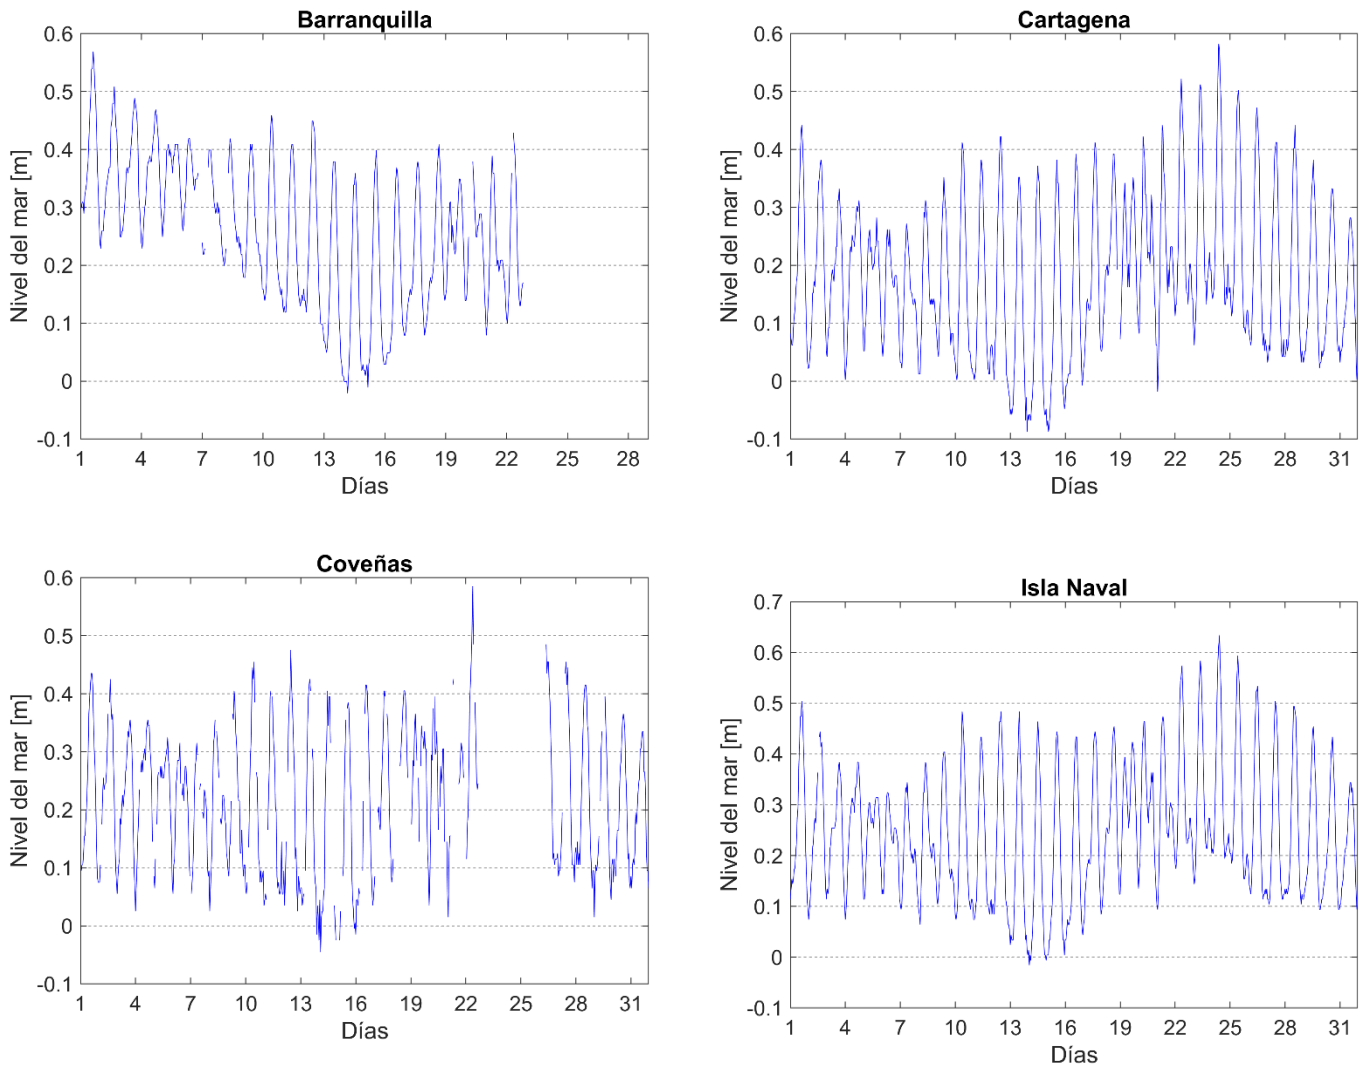 Barranquilla
0.6
0.5
0.4
0.3
0.2
0.1
0
-0.1
Nivel del mar [m]
1 4 7 10 13 16 19 22 25 28
Días
Cartagena
0.6
0.5
0.4
0.3
0.2
0.1
0
-0.1
Nivel del mar [m]
1 4 7 10 13 16 19 22 25 28 31
Días
Coveñas
0.6
0.5
0.4
0.3
0.2
0.1
0
-0.1
Nivel del mar [m]
1 4 7 10 13 16 19 22 25 28 31
Días
Isla Naval
0.7
0.6
0.5
0.4
0.3
0.2
0.1
0
-0.1
Nivel del mar [m]
1 4 7 10 13 16 19 22 25 28 31
Días